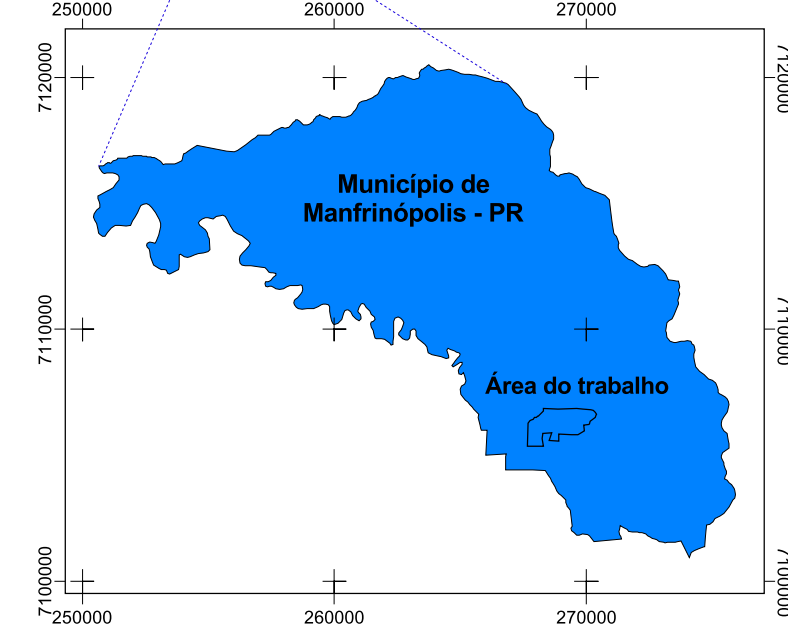 250000 260000 270000
7120000 7120000
Município de
Manfrinópolis - PR
7110000 7110000
Área do trabalho
7100000 7100000
250000 260000 270000